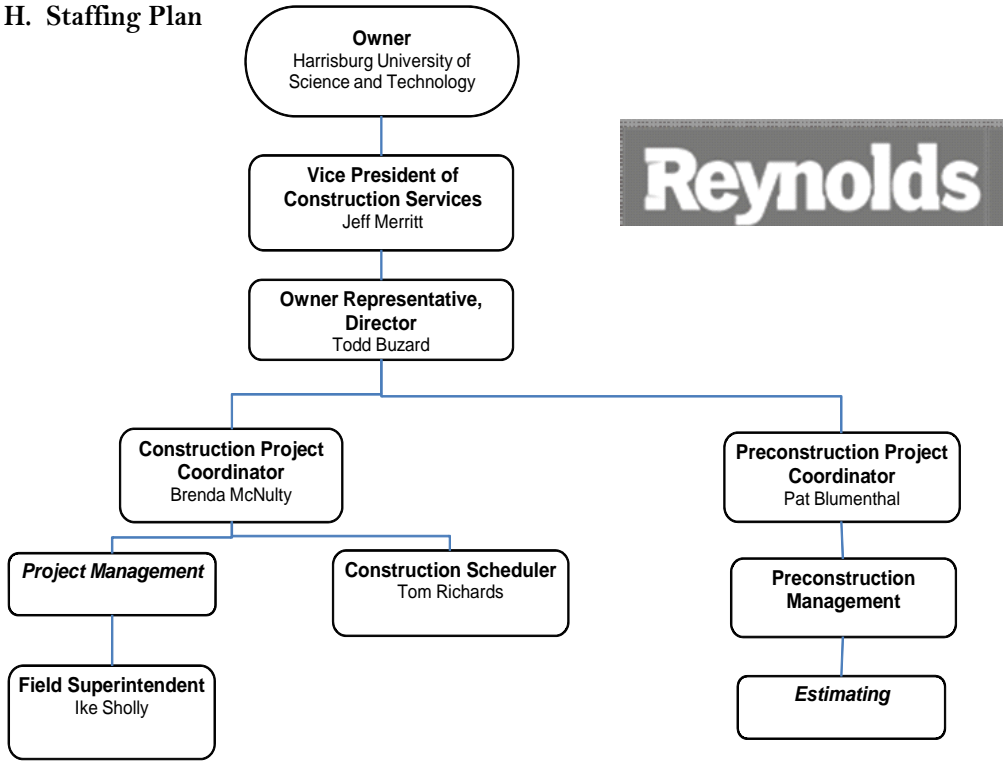 H. Staffing Plan
Owner
Harrisburg University of
Science and Technology
Reynolds
Vice President of
Construction Services
Jeff Merritt
Owner Representative,
Director
Todd Buzard
Construction Project
Coordinator
Brenda McNulty
Preconstruction Project
Coordinator
Pat Blumenthal
Project Management
Construction Scheduler
Tom Richards
Preconstruction
Management
Field Superintendent
Ike Sholly
Estimating